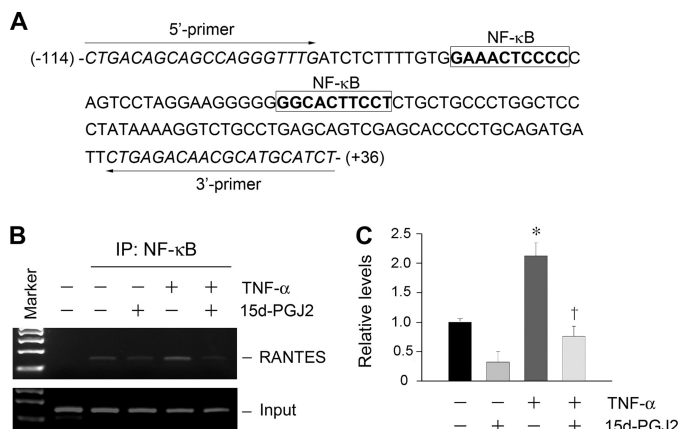 A
5'-primer
(-114) -CTGACAGCAGCCAGGGTTTGATCTCTTTTGTGGAAACTCCCCC
NF-κB
NF-κB
AGTCCTAGGAAGGGGGGGCACTTCCTCTGCTGCCCTGGCTCC
CTATAAAAGGTCTGCCTGAGCAGTCGAGCACCCCTGCAGATGA
TTCTGAGACAACGCATGCATCT- (+36)
3'-primer
B
IP: NF-κB
Marker
– – – + + TNF-α
– – + – + 15d-PGJ2
– RANTES
– Input
C
Relative levels
2.5
2.0
1.5
1.0
0.5
0
*
†
– – + + TNF-α
– + – + 15d-PGJ2